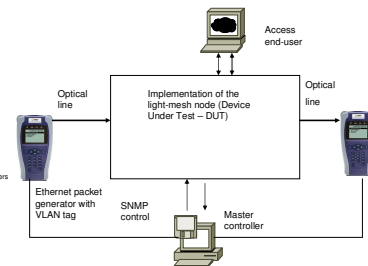 Access
end-user
Optical
line
Implementation of the
light-mesh node (Device
Under Test – DUT)
Optical
line
ers
Ethernet packet
generator with
VLAN tag
SNMP
control
Master
controller